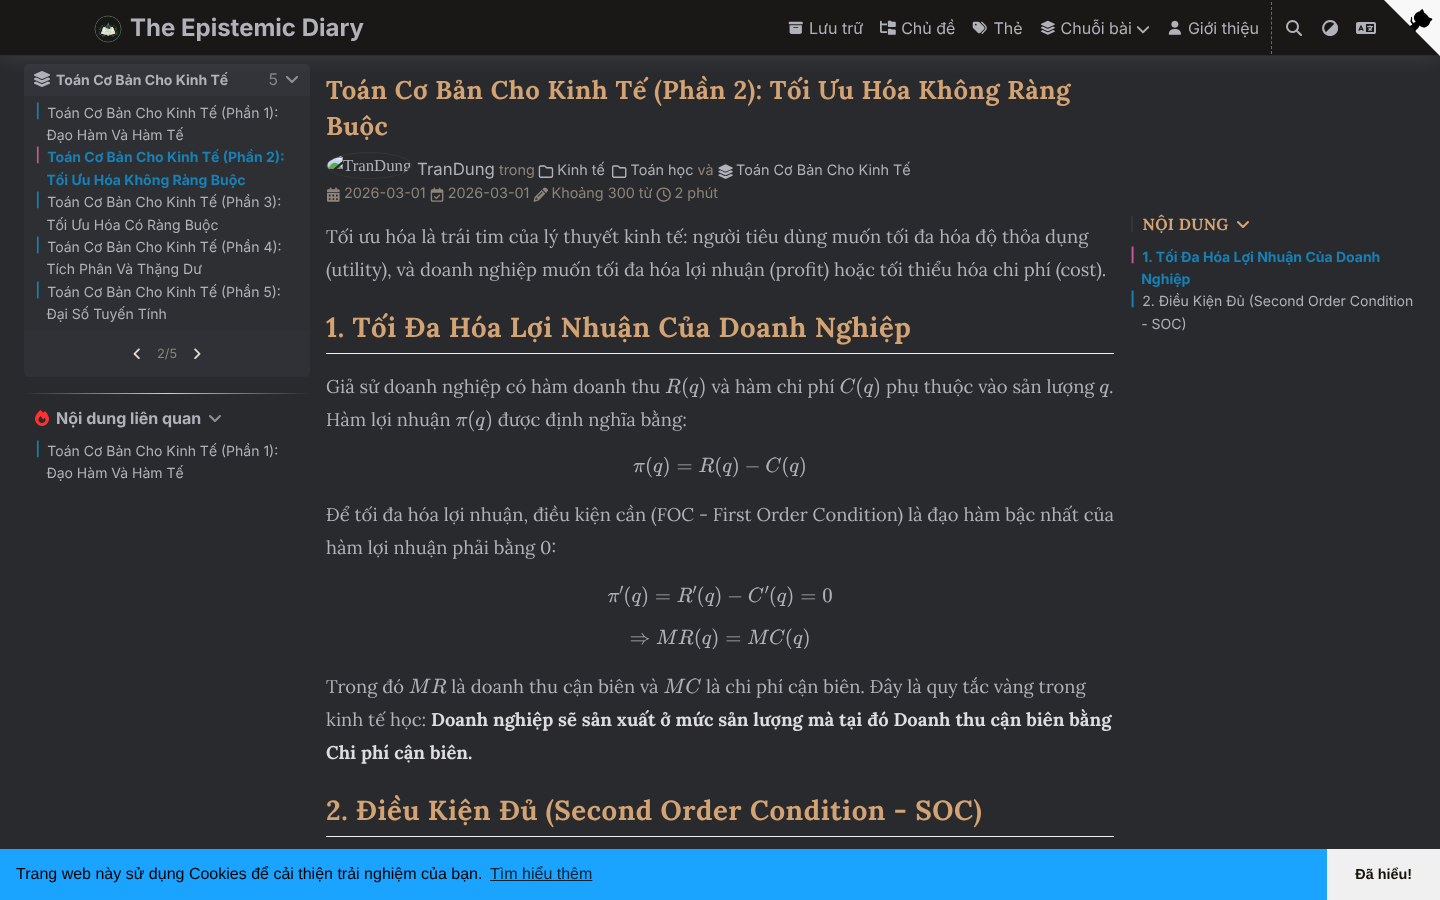 The Epistemic Diary
Lưu trữ Chủ đề Thẻ Chuỗi bài Giới thiệu
Toán Cơ Bản Cho Kinh Tế 5
Toán Cơ Bản Cho Kinh Tế (Phần 1):
Đạo Hàm Và Hàm Tế
Toán Cơ Bản Cho Kinh Tế (Phần 2):
Tối Ưu Hóa Không Ràng Buộc
Toán Cơ Bản Cho Kinh Tế (Phần 3):
Tối Ưu Hóa Có Ràng Buộc
Toán Cơ Bản Cho Kinh Tế (Phần 4):
Tích Phân Và Thặng Dư
Toán Cơ Bản Cho Kinh Tế (Phần 5):
Đại Số Tuyến Tính
2/5
Nội dung liên quan
Toán Cơ Bản Cho Kinh Tế (Phần 1):
Đạo Hàm Và Hàm Tế
Toán Cơ Bản Cho Kinh Tế (Phần 2): Tối Ưu Hóa Không Ràng
Buộc
TranDung TranDung trong Kinh tế Toán học và Toán Cơ Bản Cho Kinh Tế
2026-03-01 2026-03-01 Khoảng 300 từ 2 phút
Tối ưu hóa là trái tim của lý thuyết kinh tế: người tiêu dùng muốn tối đa hóa độ thỏa dụng
(utility), và doanh nghiệp muốn tối đa hóa lợi nhuận (profit) hoặc tối thiểu hóa chi phí (cost).
1. Tối Đa Hóa Lợi Nhuận Của Doanh Nghiệp
Giả sử doanh nghiệp có hàm doanh thu R(q) và hàm chi phí C(q) phụ thuộc vào sản lượng q.
Hàm lợi nhuận π(q) được định nghĩa bằng:
π(q) = R(q) − C(q)
Để tối đa hóa lợi nhuận, điều kiện cần (FOC - First Order Condition) là đạo hàm bậc nhất của
hàm lợi nhuận phải bằng 0:
π′(q) = R′(q) − C′(q) = 0
⇒ MR(q) = MC(q)
Trong đó MR là doanh thu cận biên và MC là chi phí cận biên. Đây là quy tắc vàng trong
kinh tế học: Doanh nghiệp sẽ sản xuất ở mức sản lượng mà tại đó Doanh thu cận biên bằng
Chi phí cận biên.
2. Điều Kiện Đủ (Second Order Condition - SOC)
NỘI DUNG
1. Tối Đa Hóa Lợi Nhuận Của Doanh
Nghiệp
2. Điều Kiện Đủ (Second Order Condition
- SOC)
Trang web này sử dụng Cookies để cải thiện trải nghiệm của bạn. Tìm hiểu thêm
Đã hiểu!